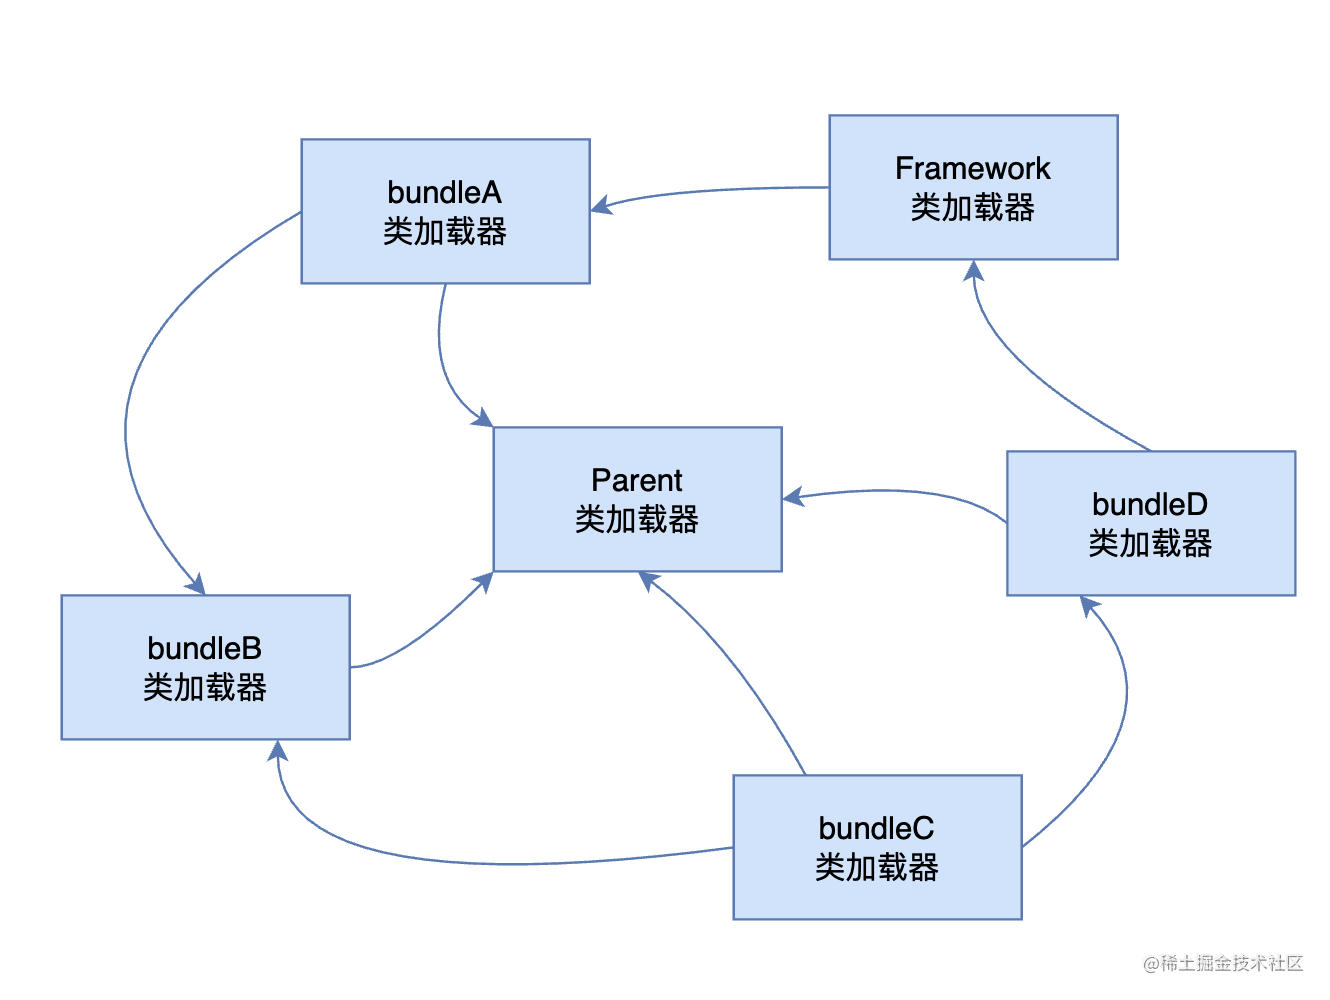 bundleA
类加载器
Framework
类加载器
Parent
类加载器
bundleD
类加载器
bundleB
类加载器
bundleC
类加载器
@稀土掘金技术社区